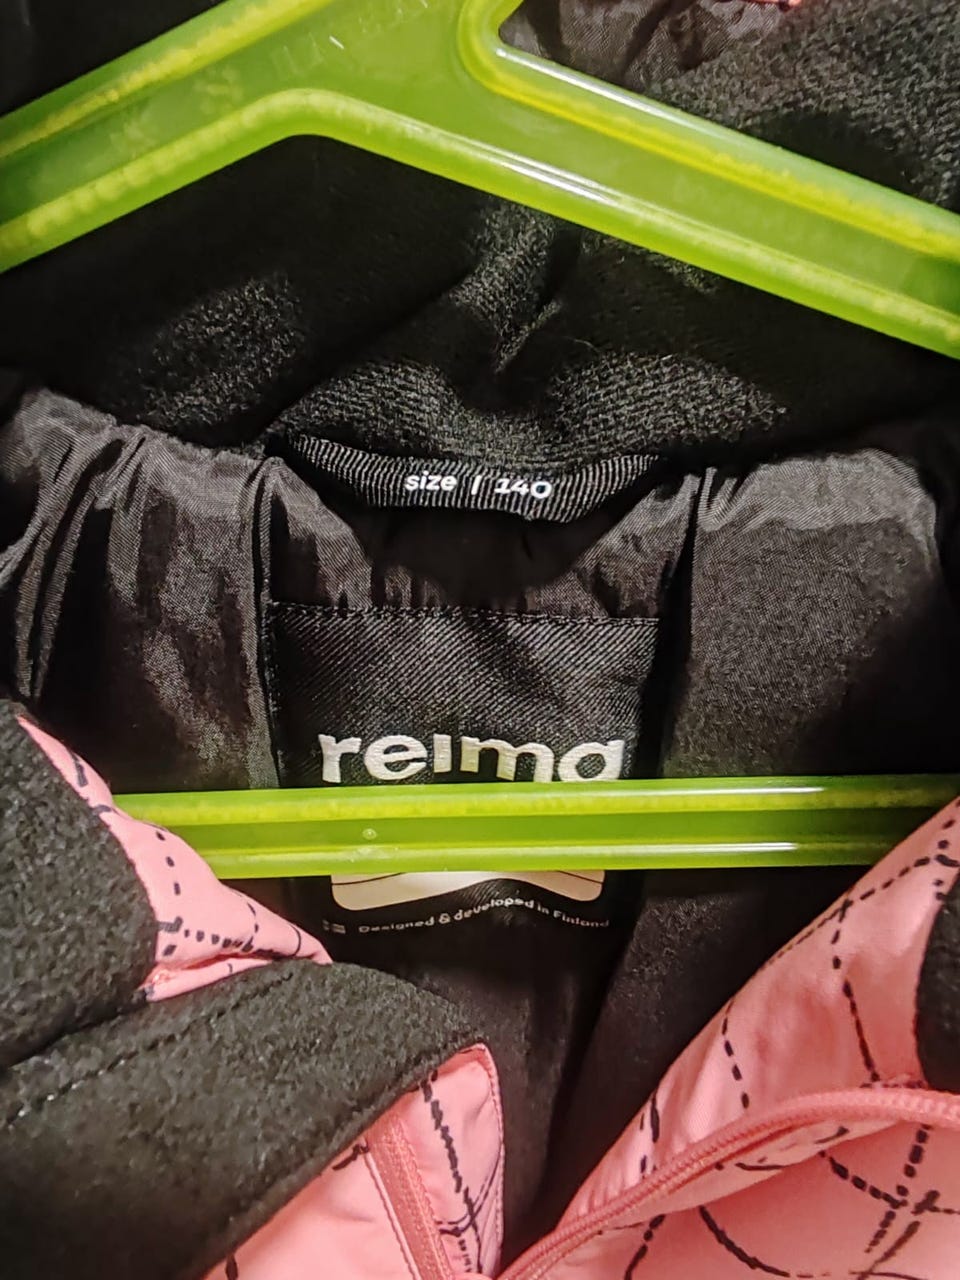 size | 140
reima
Designed & developed in Finland